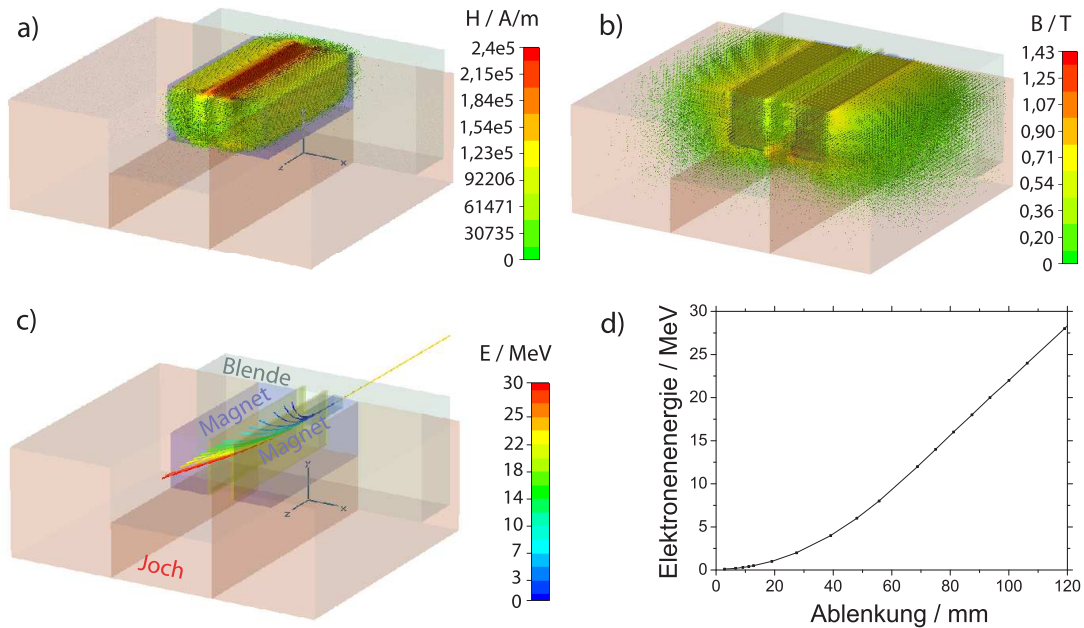 a)
H / A/m
2,4e5
2,15e5
1,84e5
1,54e5
1,23e5
92206
61471
30735
0
z
x
b)
B / T
1,43
1,25
1,07
0,90
0,71
0,54
0,36
0,20
0
c)
E / MeV
30
25
22
18
14
10
7
3
0
Blende
Magnet
Magnet
Joch
Y
z
x
d)
Elektronenenergie / MeV
30
25
20
15
10
5
0
0 20 40 60 80 100 120
Ablenkung / mm